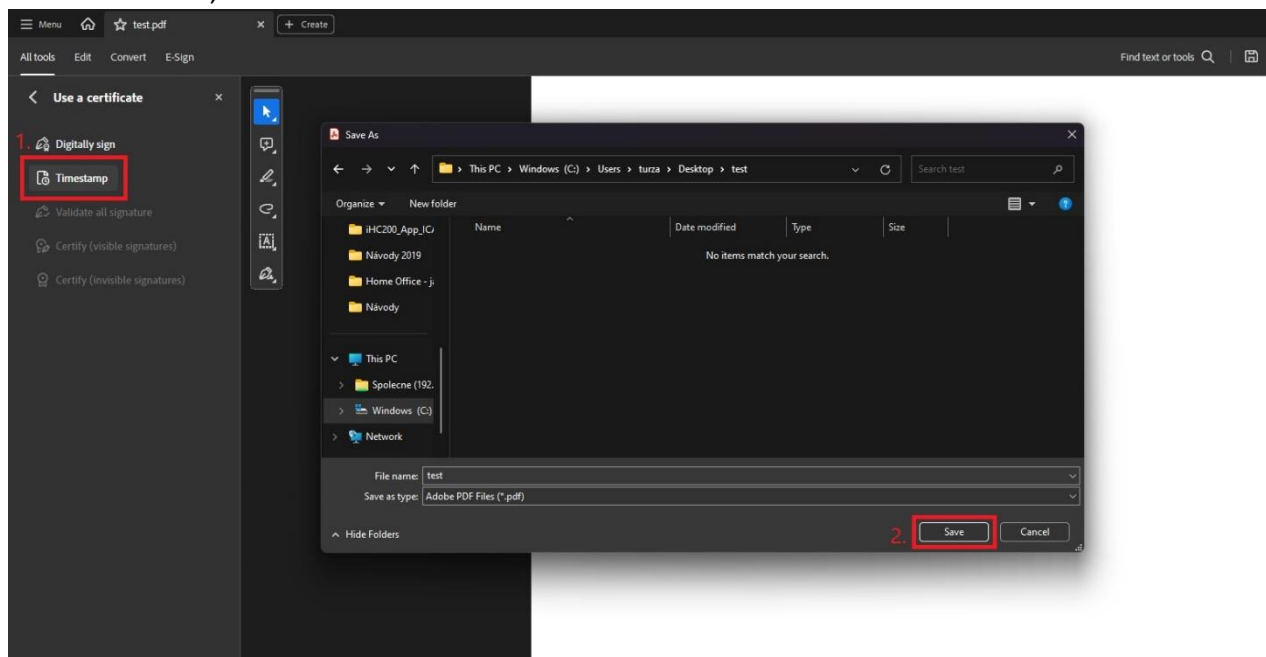 Menu test.pdf × + Create
All tools Edit Convert E-Sign Find text or tools
Use a certificate ×
1. Digitally sign
Timestamp
Validate all signature
Certify (visible signatures)
Certify (invisible signatures)
Save As
This PC > Windows (C:) > Users > turza > Desktop > test
Search test
Organize New folder
Name Date modified Type Size
No items match your search.
iHC200_App_IC
Návody 2019
Home Office - j
Návody
This PC
Spolecne (192.
Windows (C:)
Network
File name: test
Save as type: Adobe PDF Files (*.pdf)
Hide Folders
2. Save Cancel